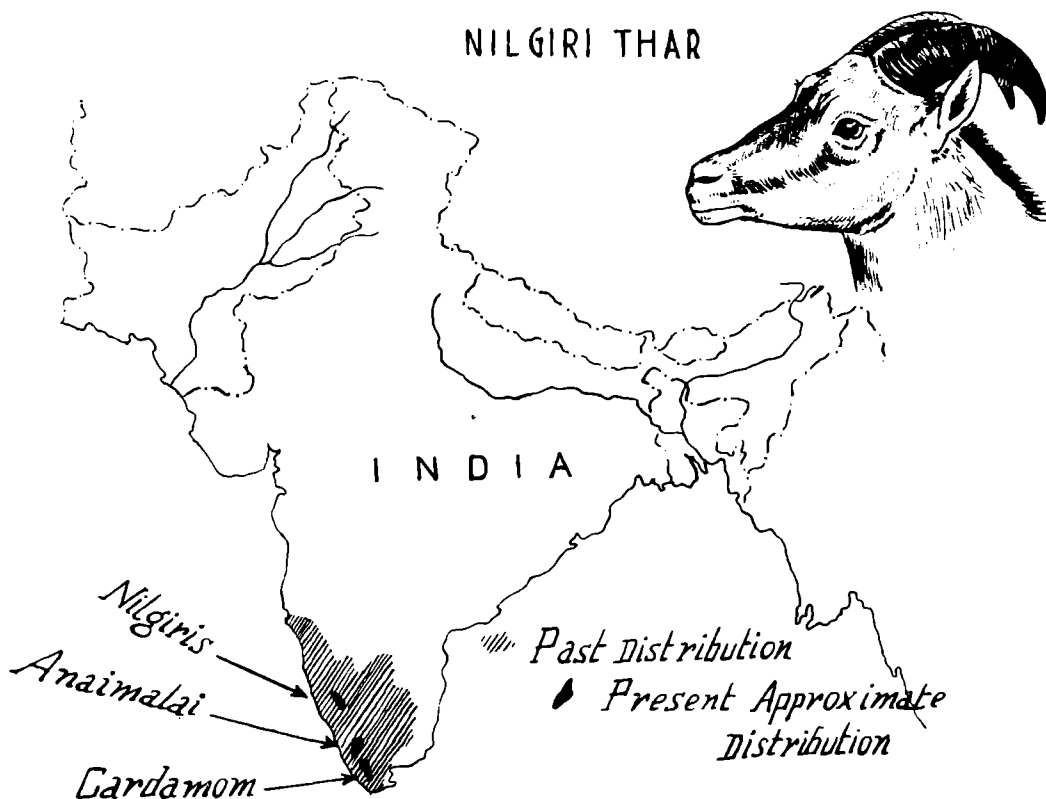 NILGIRI THAR
INDIA
Nilgiris
Anaimalai
Cardamom
Past Distribution
Present Approximate
Distribution